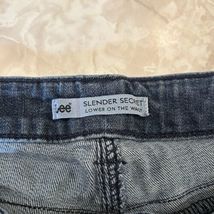 Lee
SLENDER SECRET
LOWER ON THE WAIST